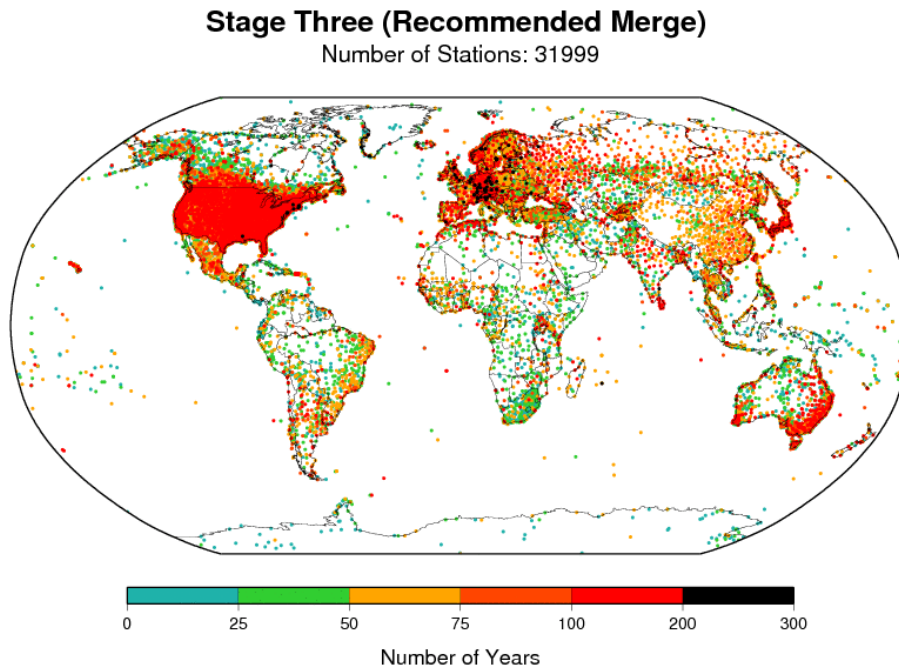 Stage Three (Recommended Merge)
Number of Stations: 31999
0 25 50 75 100 200 300
Number of Years